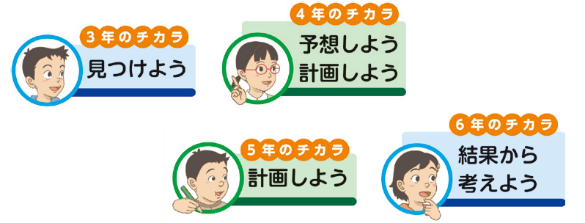 3年のチカラ
見つけよう
4年のチカラ
予想しよう
計画しよう
5年のチカラ
計画しよう
6年のチカラ
結果から
考えよう